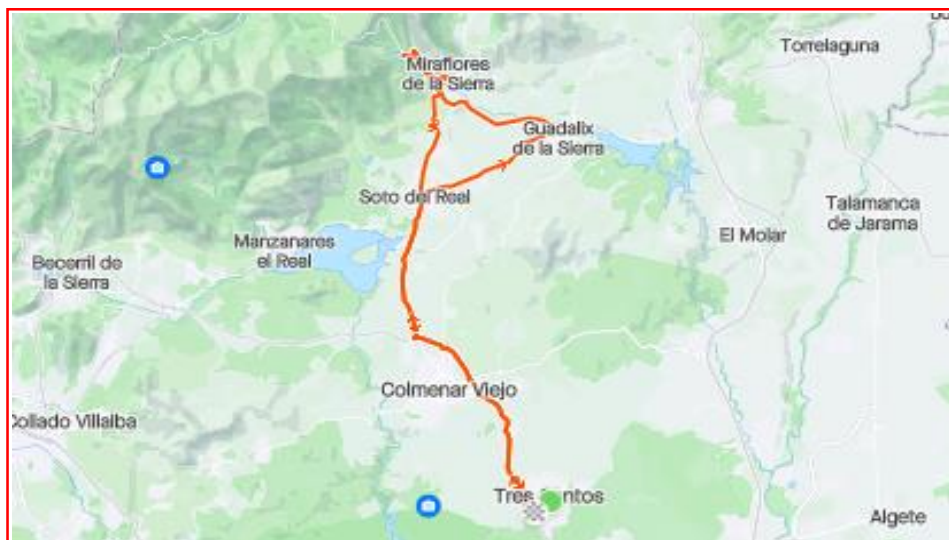 Torrelaguna
Miraflores
de la Sierra
Guadalix
de la Sierra
Soto del Real
Talamanca
de Jarama
El Molar
Manzanares
el Real
Becerril de
la Sierra
Colmenar Viejo
Collado Villalba
Tres
Algete